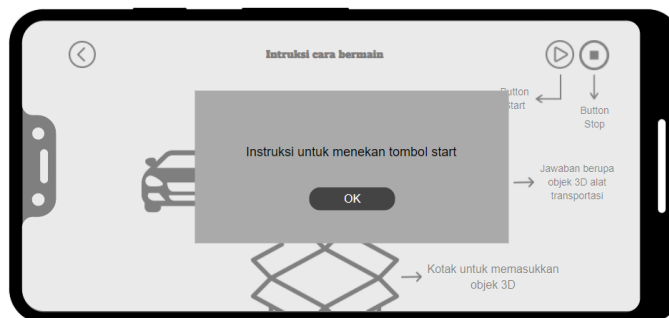 Intruksi cara bermain
Button
Start
Button
Stop
Instruksi untuk menekan tombol start
OK
Jawaban berupa
objek 3D alat
transportasi
Kotak untuk memasukkan
objek 3D